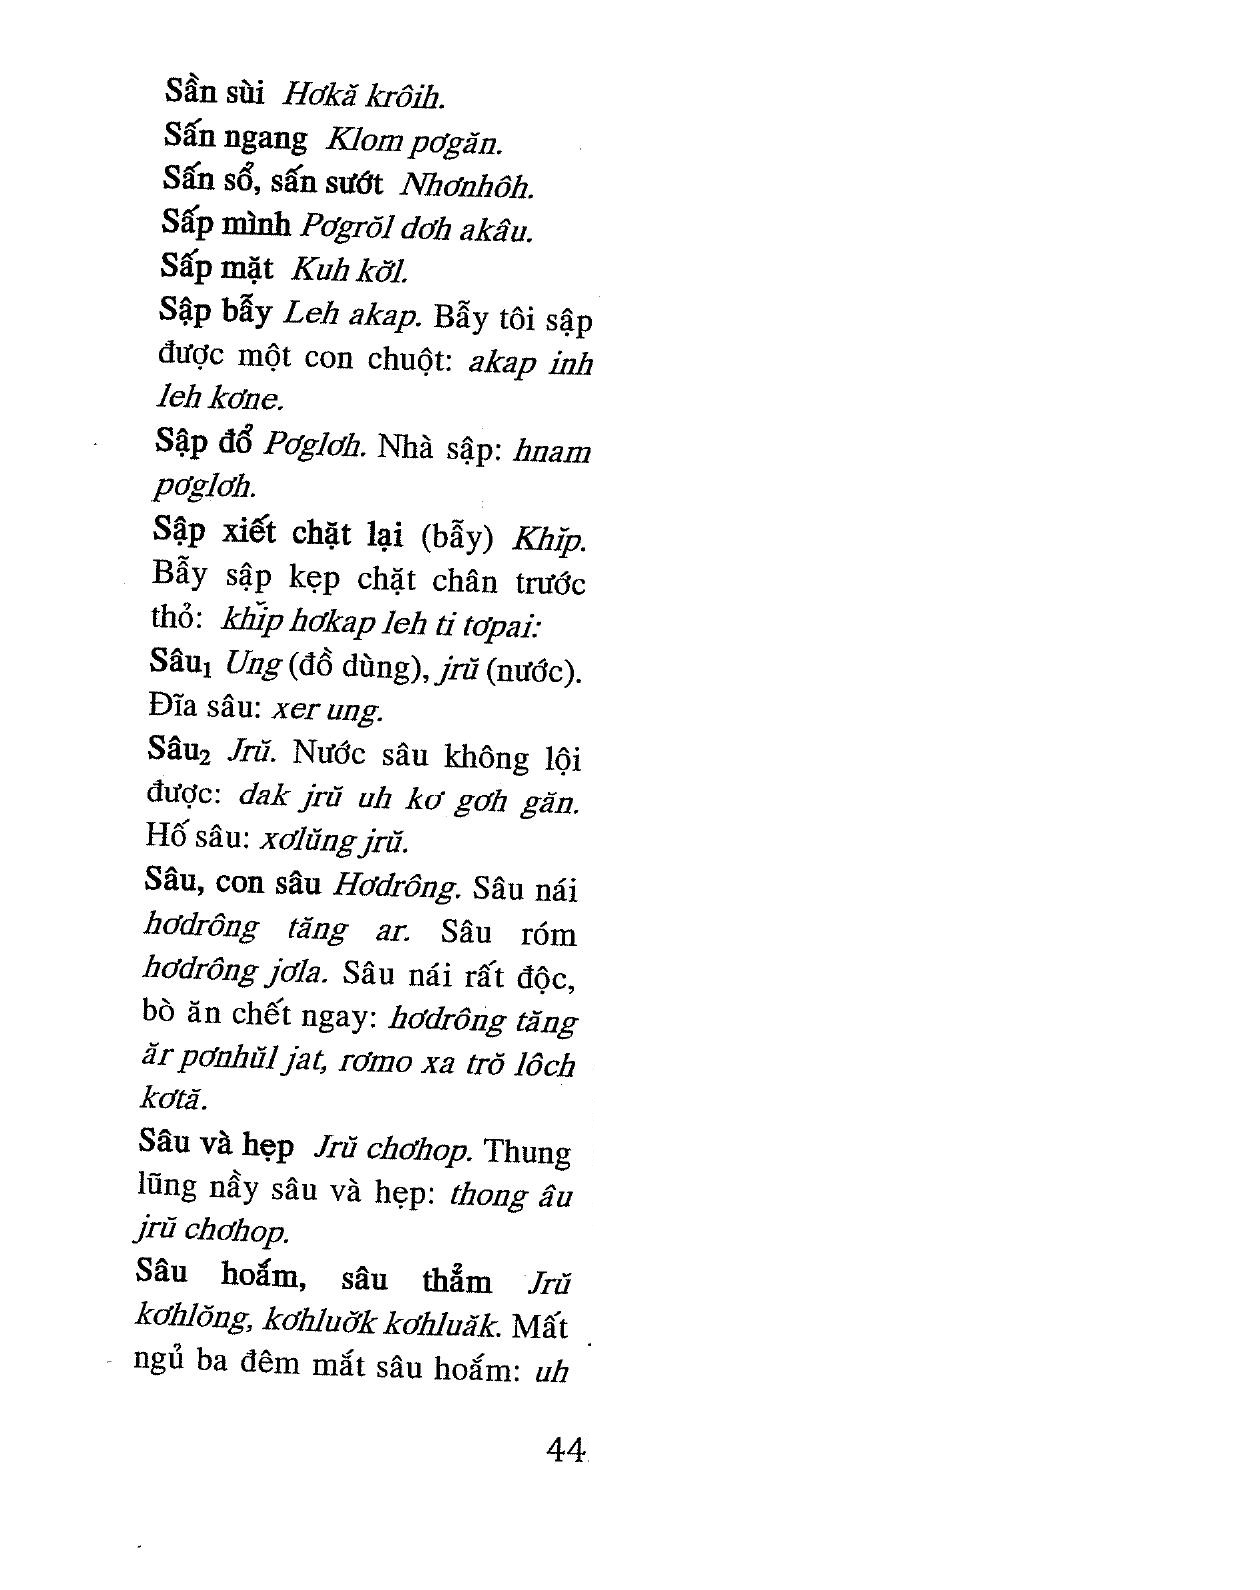 Sần sùi Hơkă krôih.
Sấn ngang Klom pơgăn.
Sấn sổ, sấn sướt Nhơnhôh.
Sấp mình Pơgrŏl dơh akâu.
Sấp mặt Kuh kơ̆l.
Sập bẫy Leh akap. Bẫy tôi sập
được một con chuột: akap inh
leh kơne.
Sập đổ Pơglơh. Nhà sập: hnam
pơglơh.
Sập xiết chặt lại (bẫy) Khĭp.
Bẫy sập kẹp chặt chân trước
thỏ: khĭp hơkap leh ti tơpai:
Sâu₁ Ung (đồ dùng), jrŭ (nước).
Đĩa sâu: xer ung.
Sâu₂ Jrŭ. Nước sâu không lội
được: dak jrŭ uh kơ gơh găn.
Hố sâu: xơlŭng jrŭ.
Sâu, con sâu Hơdrông. Sâu nái
hơdrông tăng ar. Sâu róm
hơdrông jơla. Sâu nái rất độc,
bò ăn chết ngay: hơdrông tăng
ăr pơnhŭl jat, rơmo xa trŏ lôch
kơtă.
Sâu và hẹp Jrŭ chơhop. Thung
lũng nầy sâu và hẹp: thong âu
jrŭ chơhop.
Sâu hoắm, sâu thẳm Jrŭ
kơhlŏng, kơhluơ̆k kơhluăk. Mất
ngủ ba đêm mắt sâu hoắm: uh
44